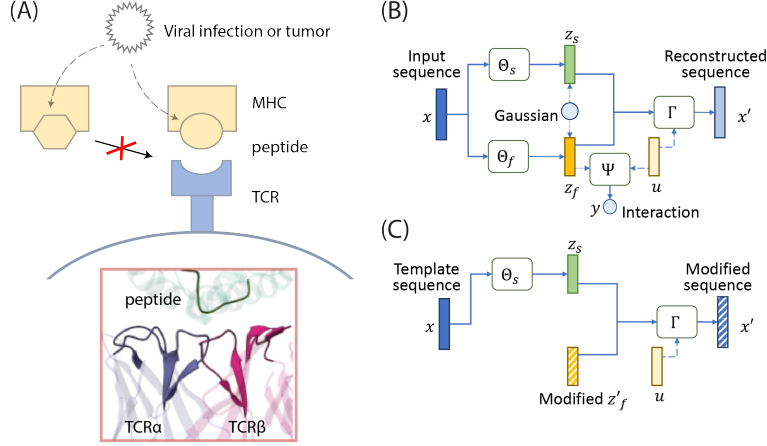 (A)
Viral infection or tumor
MHC
peptide
TCR
peptide
TCRα
TCRβ
(B)
Input
sequence
x
Θs
zs
Gaussian
Θf
zf
Ψ
y
Interaction
u
Γ
Reconstructed
sequence
x′
(C)
Template
sequence
x
Θs
zs
Modified z′f
u
Γ
Modified
sequence
x′